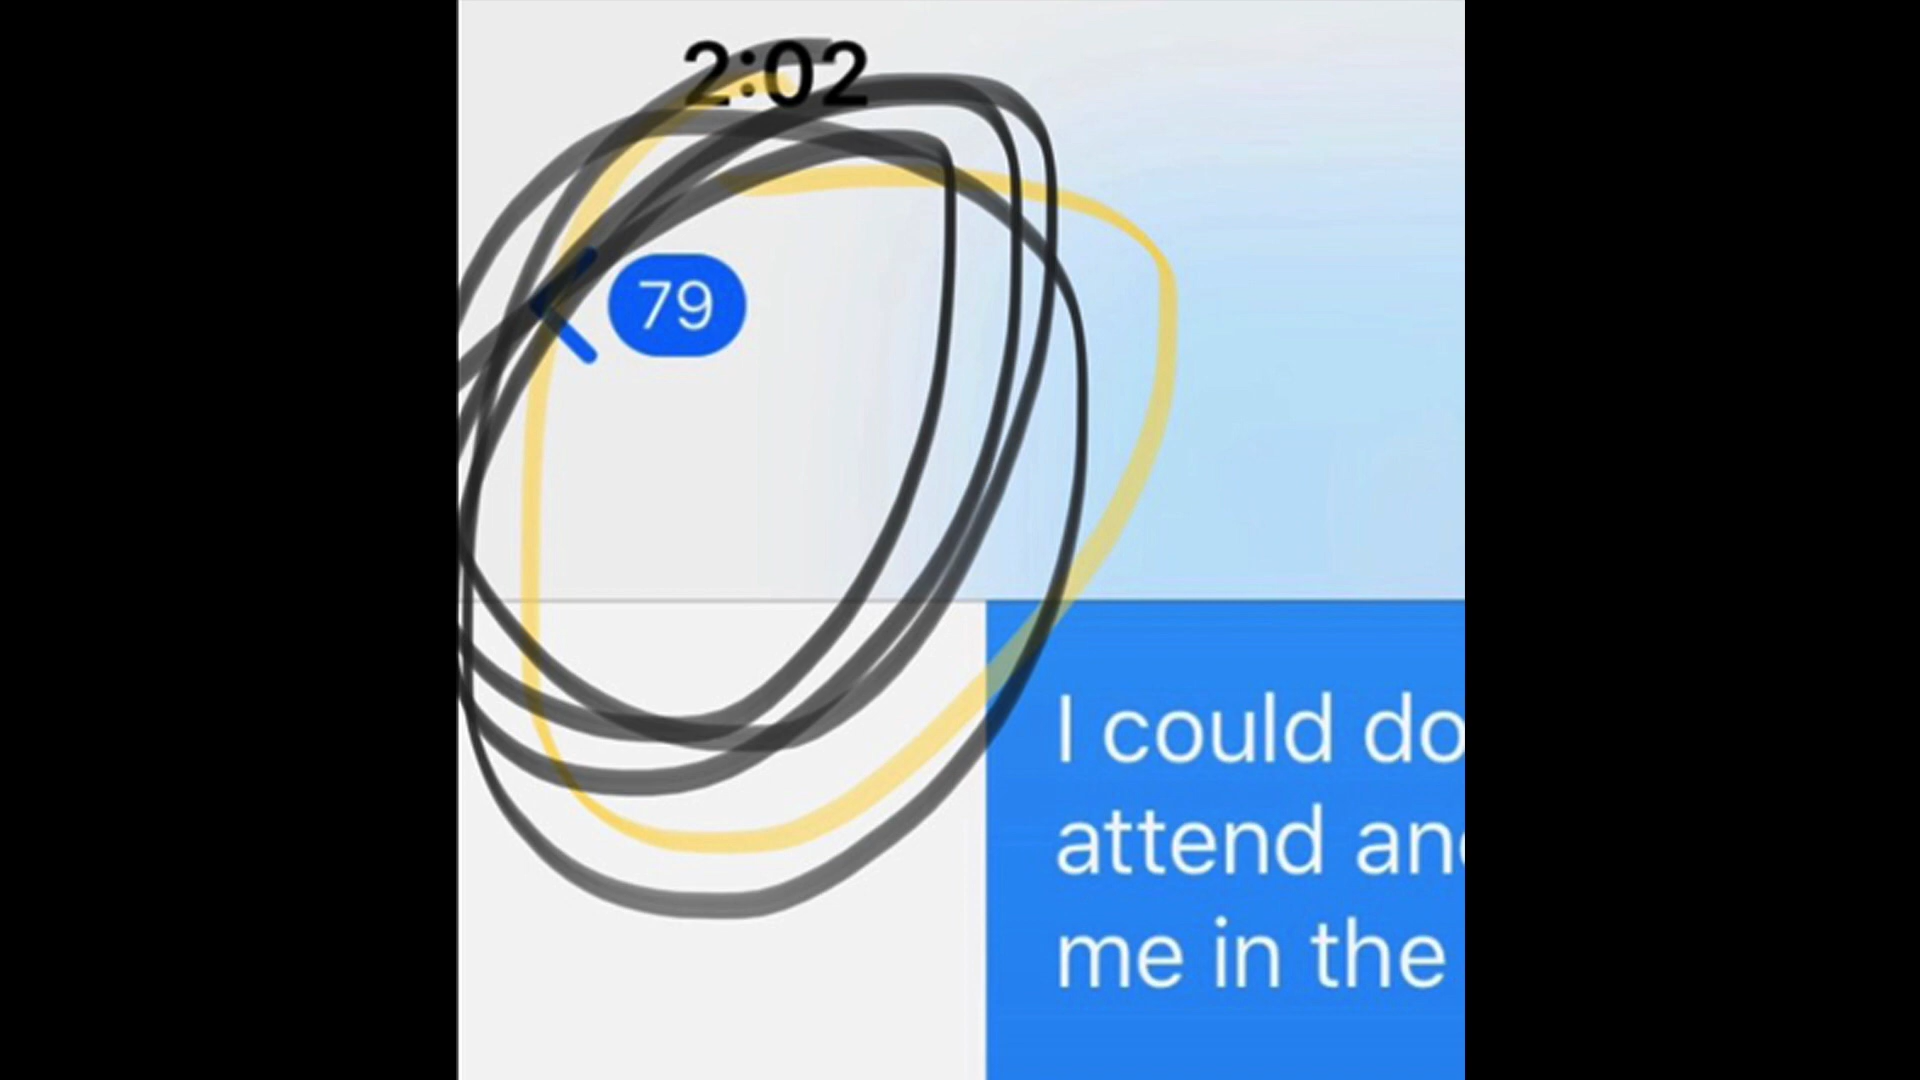 2:02
79
I could do
attend an
me in the